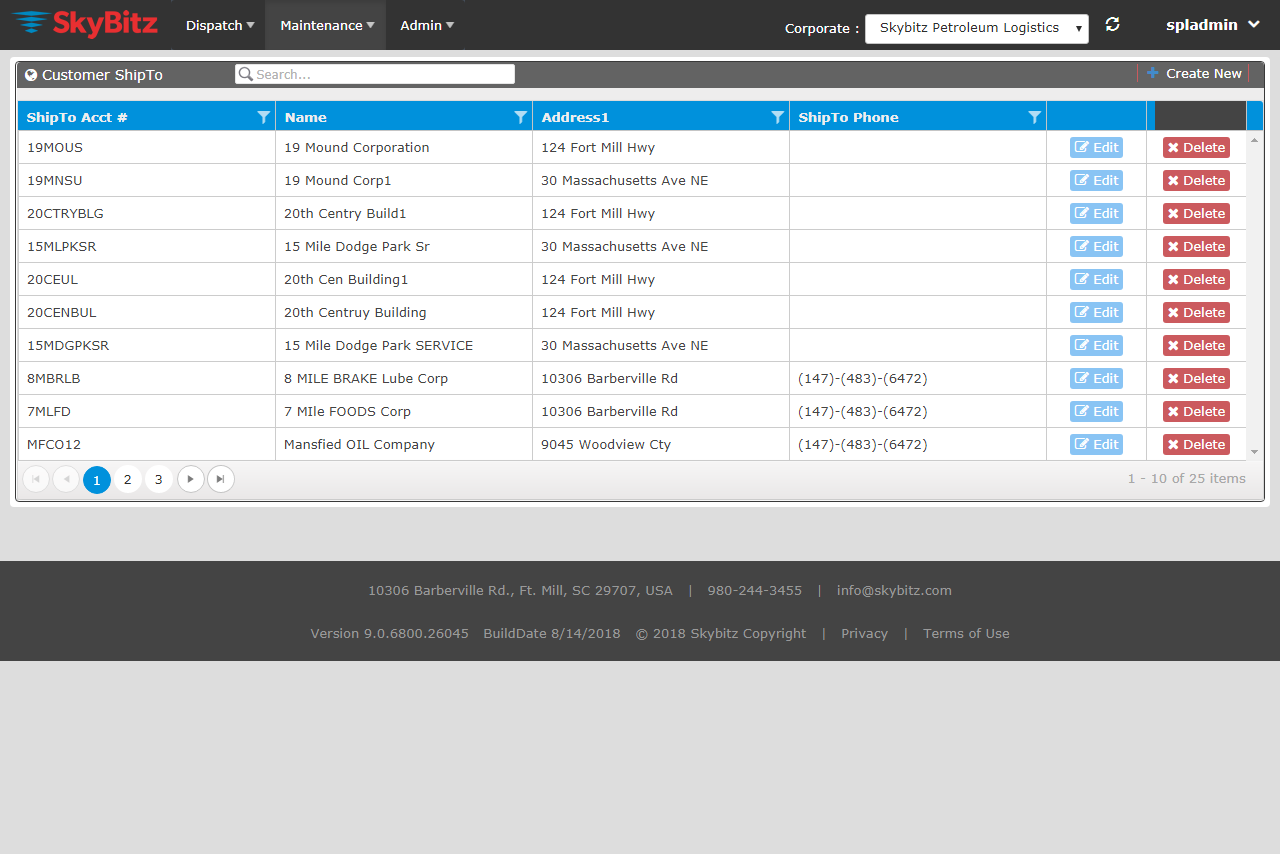 SkyBitz Dispatch Maintenance Admin Corporate : Skybitz Petroleum Logistics spladmin
Customer ShipTo Search... Create New
ShipTo Acct # Name Address1 ShipTo Phone
19MOUS 19 Mound Corporation 124 Fort Mill Hwy Edit Delete
19MNSU 19 Mound Corp1 30 Massachusetts Ave NE Edit Delete
20CTRYBLG 20th Centry Build1 124 Fort Mill Hwy Edit Delete
15MLPKSR 15 Mile Dodge Park Sr 30 Massachusetts Ave NE Edit Delete
20CEUL 20th Cen Building1 124 Fort Mill Hwy Edit Delete
20CENBUL 20th Centruy Building 124 Fort Mill Hwy Edit Delete
15MDGPKSR 15 Mile Dodge Park SERVICE 30 Massachusetts Ave NE Edit Delete
8MBRLB 8 MILE BRAKE Lube Corp 10306 Barberville Rd (147)-(483)-(6472) Edit Delete
7MLFD 7 MIle FOODS Corp 10306 Barberville Rd (147)-(483)-(6472) Edit Delete
MFCO12 Mansfied OIL Company 9045 Woodview Cty (147)-(483)-(6472) Edit Delete
1 2 3 1 - 10 of 25 items
10306 Barberville Rd., Ft. Mill, SC 29707, USA | 980-244-3455 | info@skybitz.com
Version 9.0.6800.26045 BuildDate 8/14/2018 © 2018 Skybitz Copyright | Privacy | Terms of Use